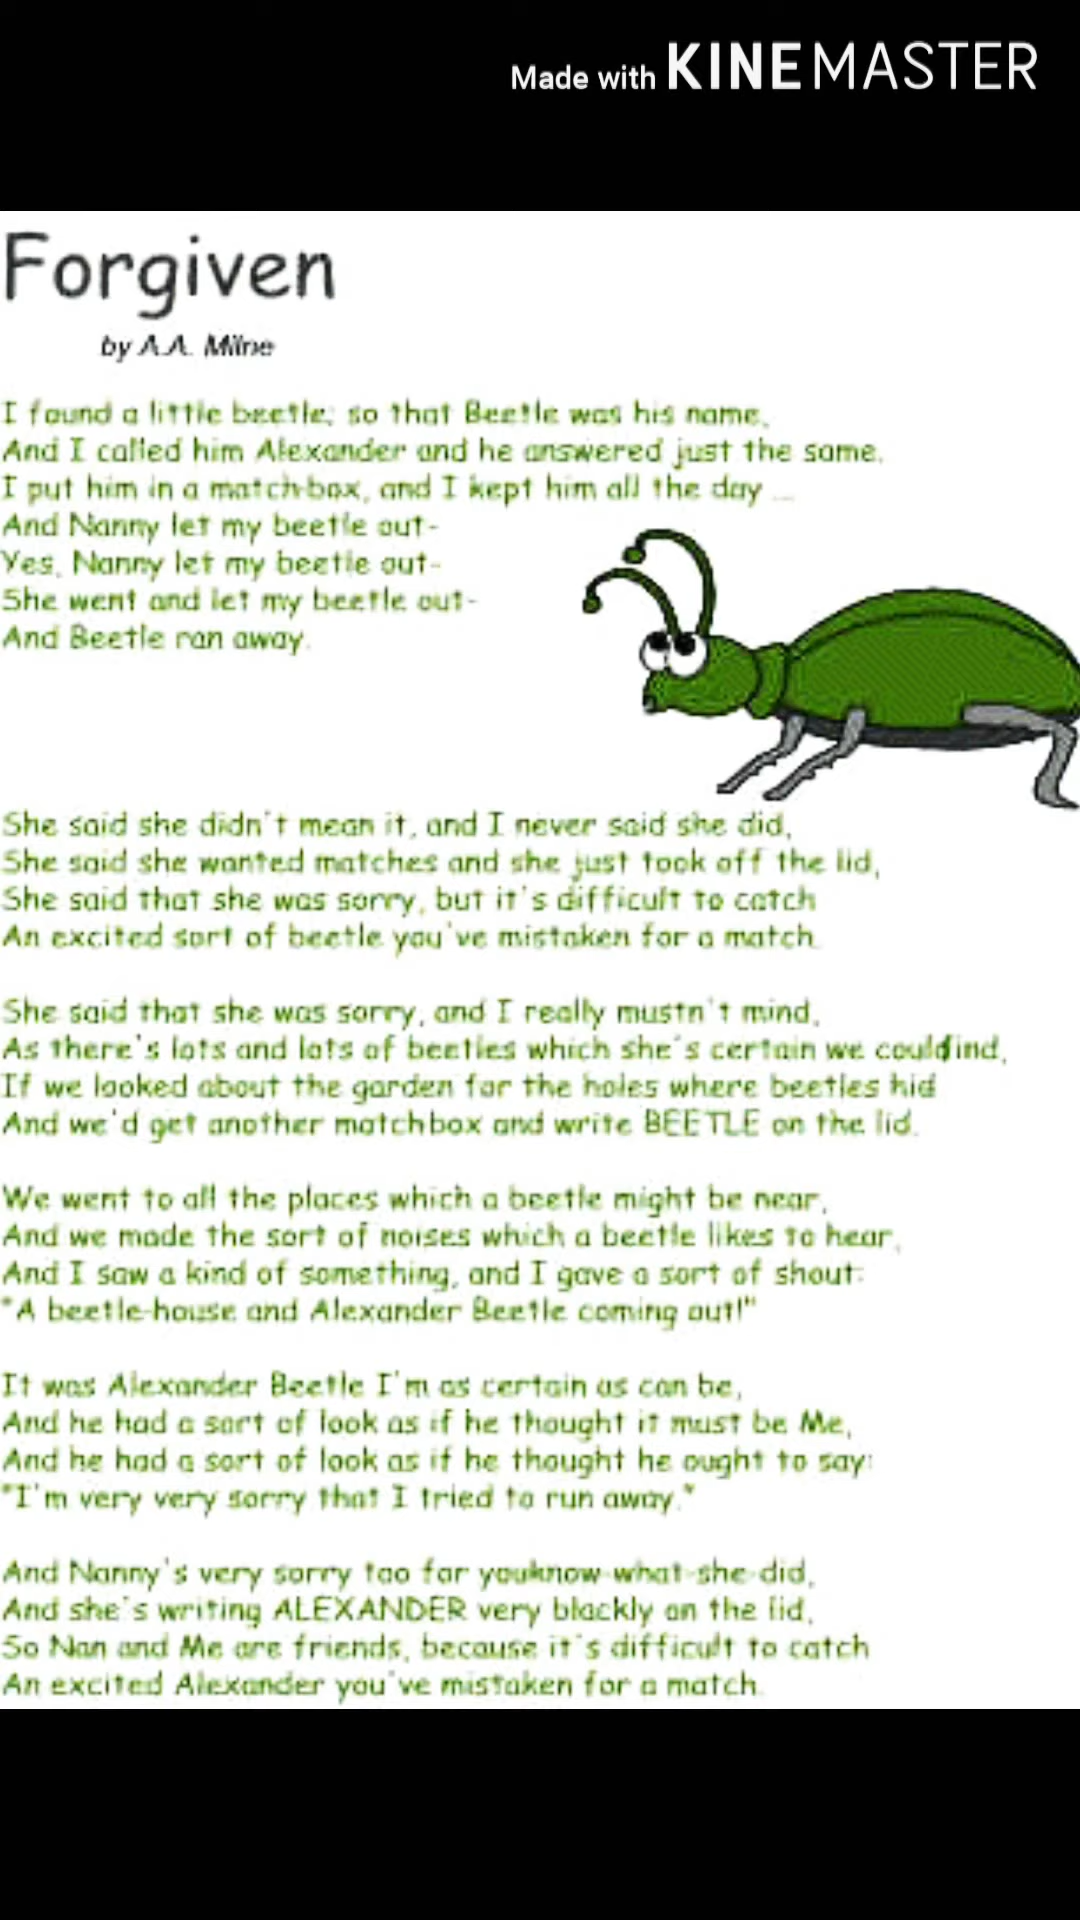 Made with KINEMASTER
Forgiven
by A.A. Milne
I found a little beetle; so that Beetle was his name,
And I called him Alexander and he answered just the same.
I put him in a match-box, and I kept him all the day ...
And Nanny let my beetle out-
Yes, Nanny let my beetle out-
She went and let my beetle out-
And Beetle ran away.
She said she didn't mean it, and I never said she did,
She said she wanted matches and she just took off the lid,
She said that she was sorry, but it's difficult to catch
An excited sort of beetle you've mistaken for a match.
She said that she was sorry, and I really mustn't mind,
As there's lots and lots of beetles which she's certain we could find,
If we looked about the garden for the holes where beetles hid
And we'd get another matchbox and write BEETLE on the lid.
We went to all the places which a beetle might be near,
And we made the sort of noises which a beetle likes to hear,
And I saw a kind of something, and I gave a sort of shout:
"A beetle-house and Alexander Beetle coming out!"
It was Alexander Beetle I'm as certain as can be,
And he had a sort of look as if he thought it must be Me,
And he had a sort of look as if he thought he ought to say:
"I'm very very sorry that I tried to run away."
And Nanny's very sorry too for youknow-what-she-did,
And she's writing ALEXANDER very blackly on the lid,
So Nan and Me are friends, because it's difficult to catch
An excited Alexander you've mistaken for a match.